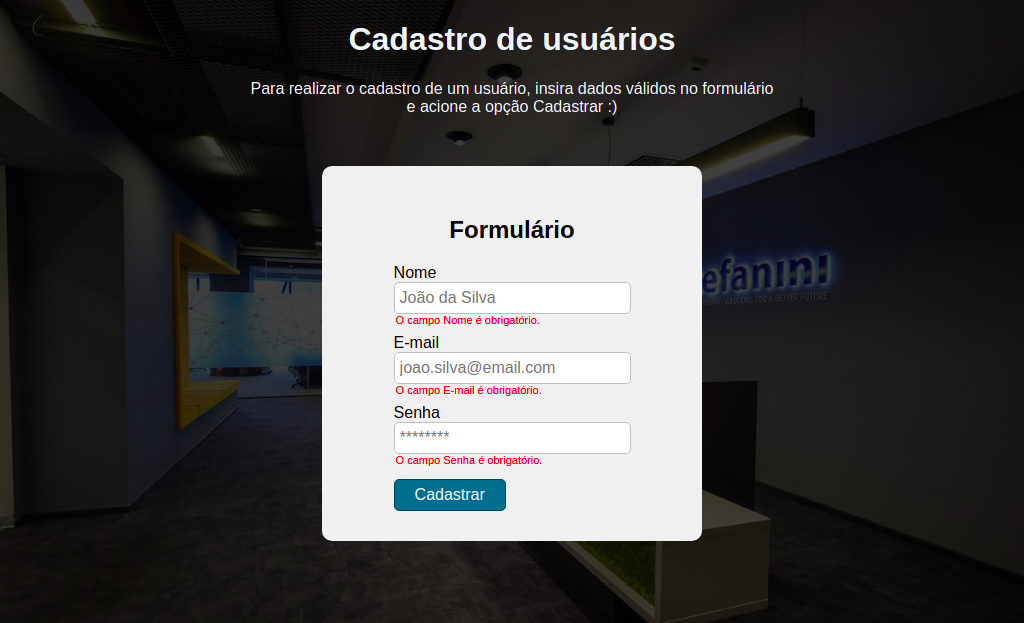 Cadastro de usuários
Para realizar o cadastro de um usuário, insira dados válidos no formulário
e acione a opção Cadastrar :)
Formulário
Nome
João da Silva
O campo Nome é obrigatório.
efanini
SOLUTIONS FOR A BETTER FUTURE
E-mail
joao.silva@email.com
O campo E-mail é obrigatório.
Senha
********
O campo Senha é obrigatório.
Cadastrar